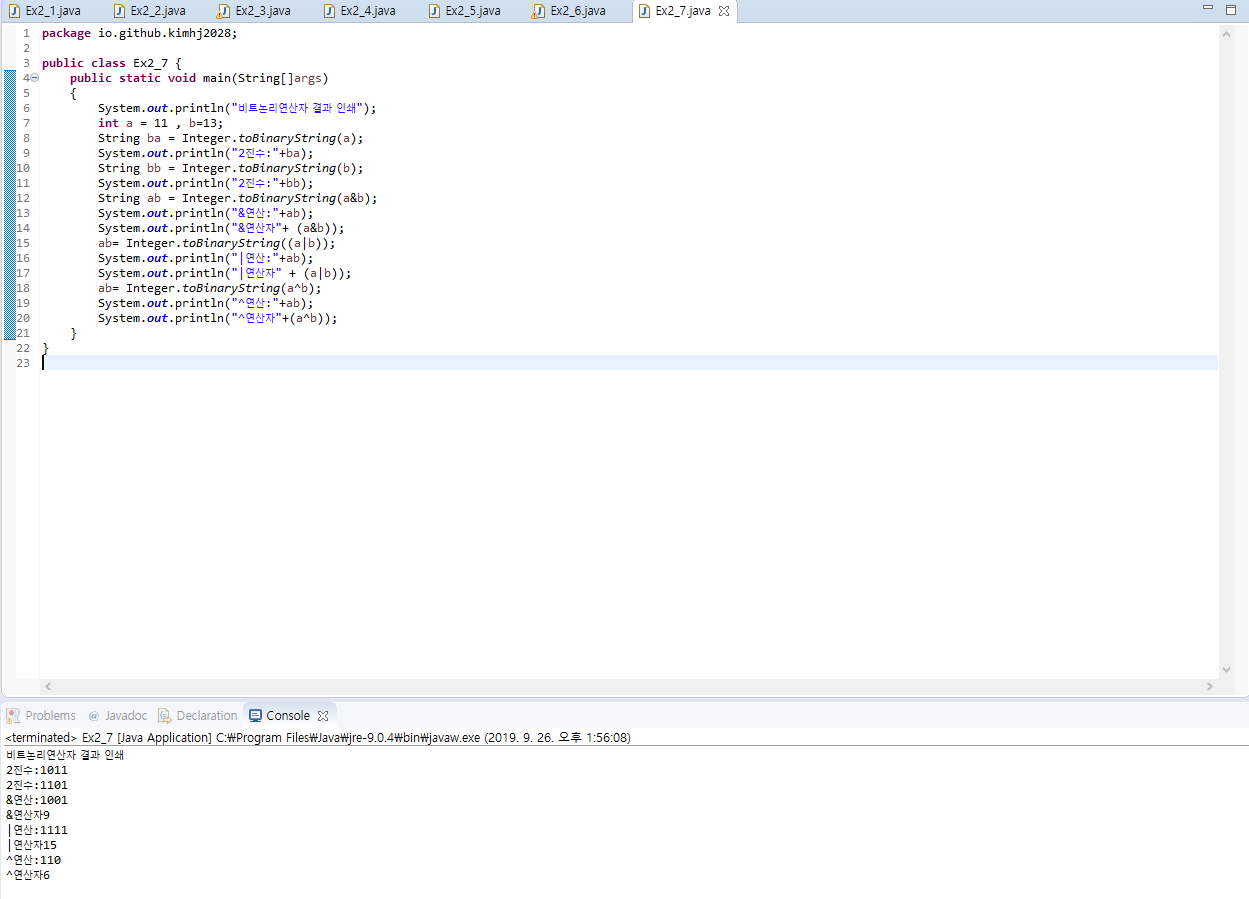 Ex2_1.java Ex2_2.java Ex2_3.java Ex2_4.java Ex2_5.java Ex2_6.java Ex2_7.java
1 package io.github.kimhj2028;
2
3 public class Ex2_7 {
4 public static void main(String[]args)
5 {
6 System.out.println("비트논리연산자 결과 인쇄");
7 int a = 11 , b=13;
8 String ba = Integer.toBinaryString(a);
9 System.out.println("2진수:"+ba);
10 String bb = Integer.toBinaryString(b);
11 System.out.println("2진수:"+bb);
12 String ab = Integer.toBinaryString(a&b);
13 System.out.println("&연산:"+ab);
14 System.out.println("&연산자"+ (a&b));
15 ab= Integer.toBinaryString((a|b));
16 System.out.println("|연산:"+ab);
17 System.out.println("|연산자" + (a|b));
18 ab= Integer.toBinaryString(a^b);
19 System.out.println("^연산:"+ab);
20 System.out.println("^연산자"+(a^b));
21 }
22 }
23
Problems @ Javadoc Declaration Console
<terminated> Ex2_7 [Java Application] C:₩Program Files₩Java₩jre-9.0.4₩bin₩javaw.exe (2019. 9. 26. 오후 1:56:08)
비트논리연산자 결과 인쇄
2진수:1011
2진수:1101
&연산:1001
&연산자9
|연산:1111
|연산자15
^연산:110
^연산자6